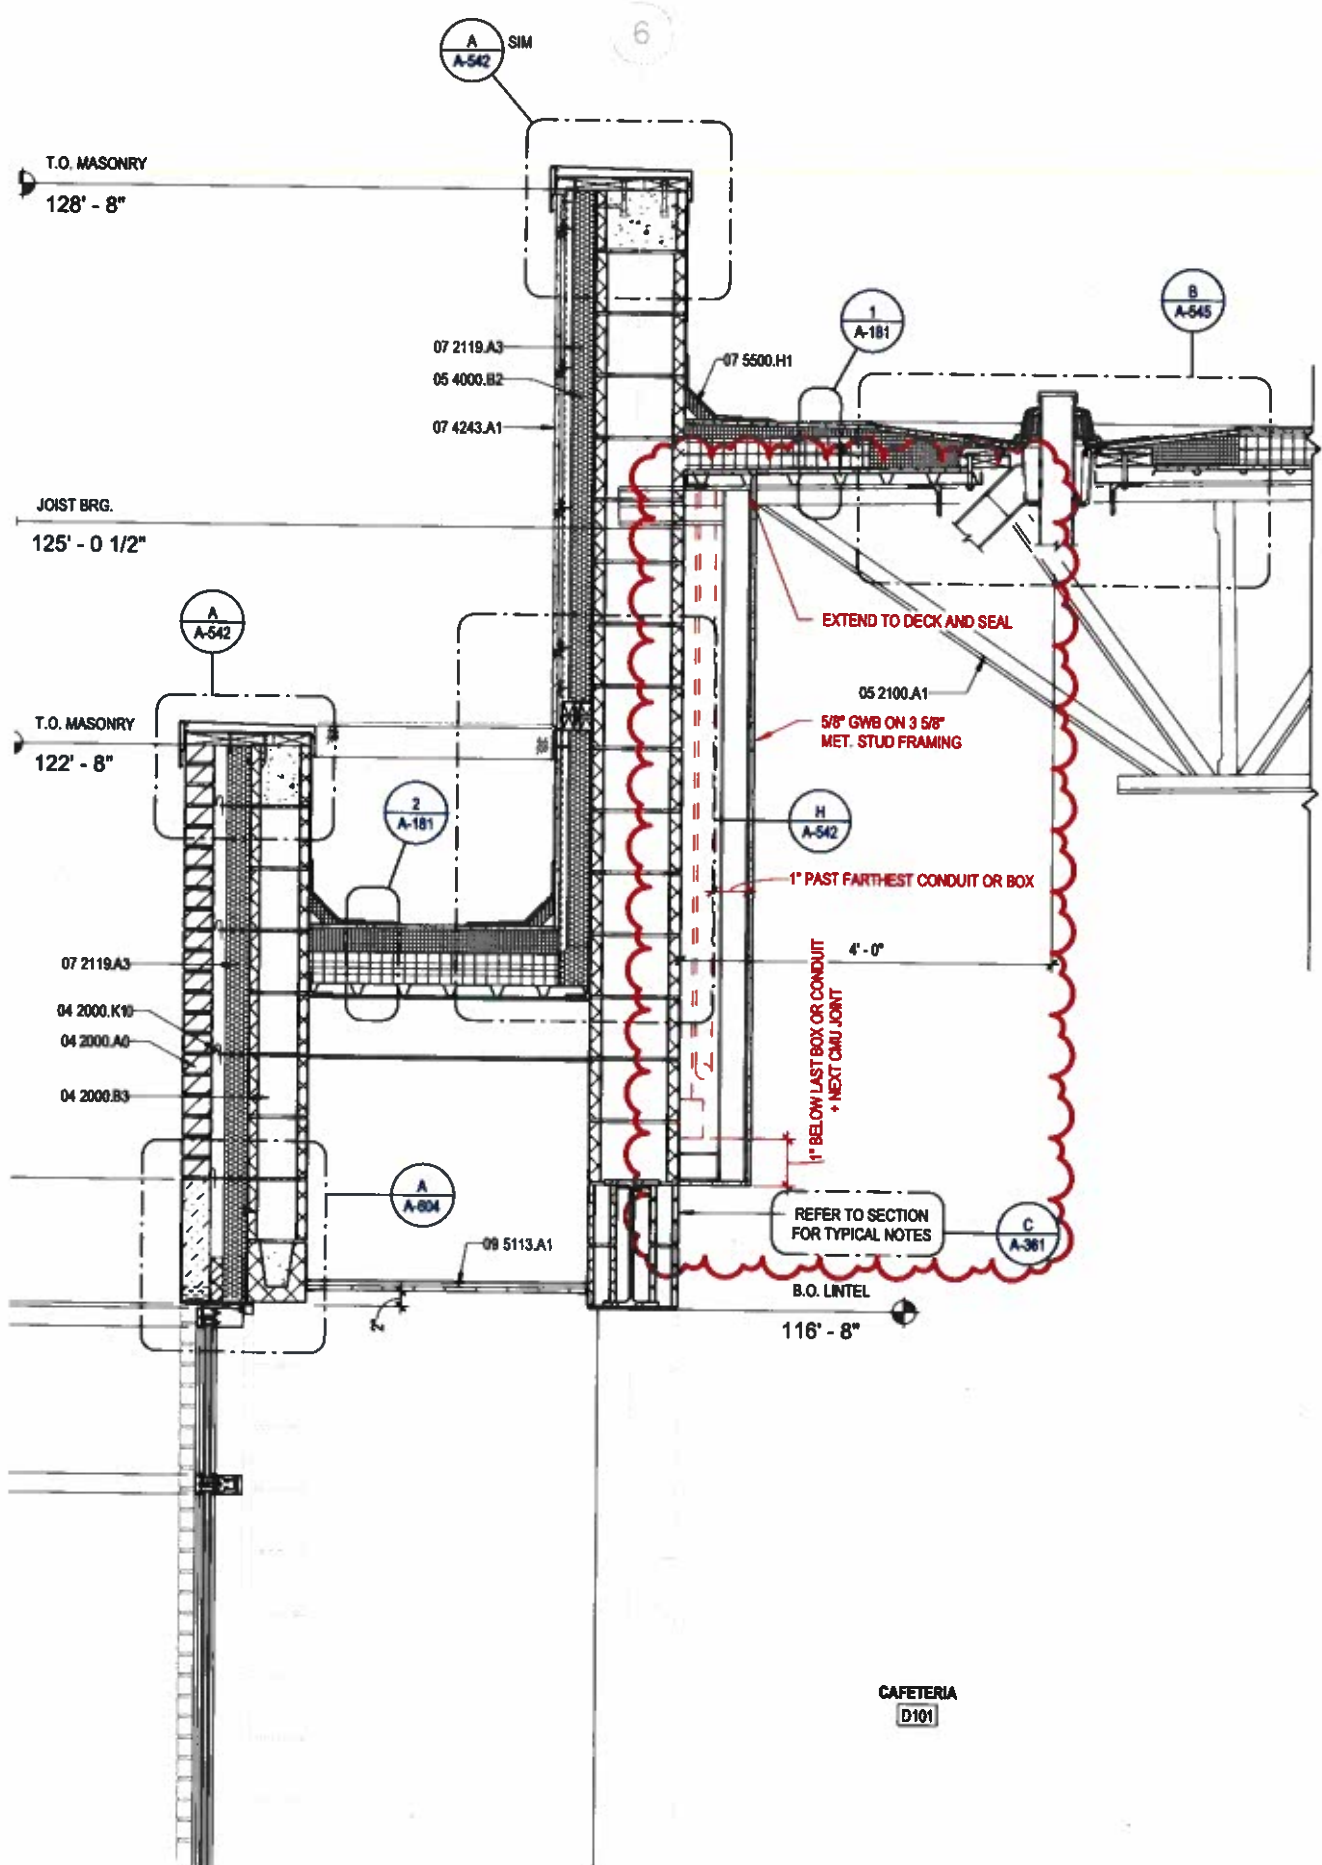 6
A
A-542
SIM
T.O. MASONRY
128' - 8"
B
A-545
1
A-181
07 2119.A3
05 4000.B2
07 4243.A1
07 5500.H1
JOIST BRG.
125' - 0 1/2"
A
A-542
EXTEND TO DECK AND SEAL
05 2100.A1
T.O. MASONRY
122' - 8"
5/8" GWB ON 3 5/8"
MET. STUD FRAMING
2
A-181
H
A-542
1" PAST FARTHEST CONDUIT OR BOX
4' - 0"
1" BELOW LAST BOX OR CONDUIT
+ NEXT CMU JOINT
07 2119.A3
04 2000.K10
04 2000.A0
04 2000.B3
A
A-604
REFER TO SECTION
FOR TYPICAL NOTES
C
A-361
09 5113.A1
2"
B.O. LINTEL
116' - 8"
CAFETERIA
D101